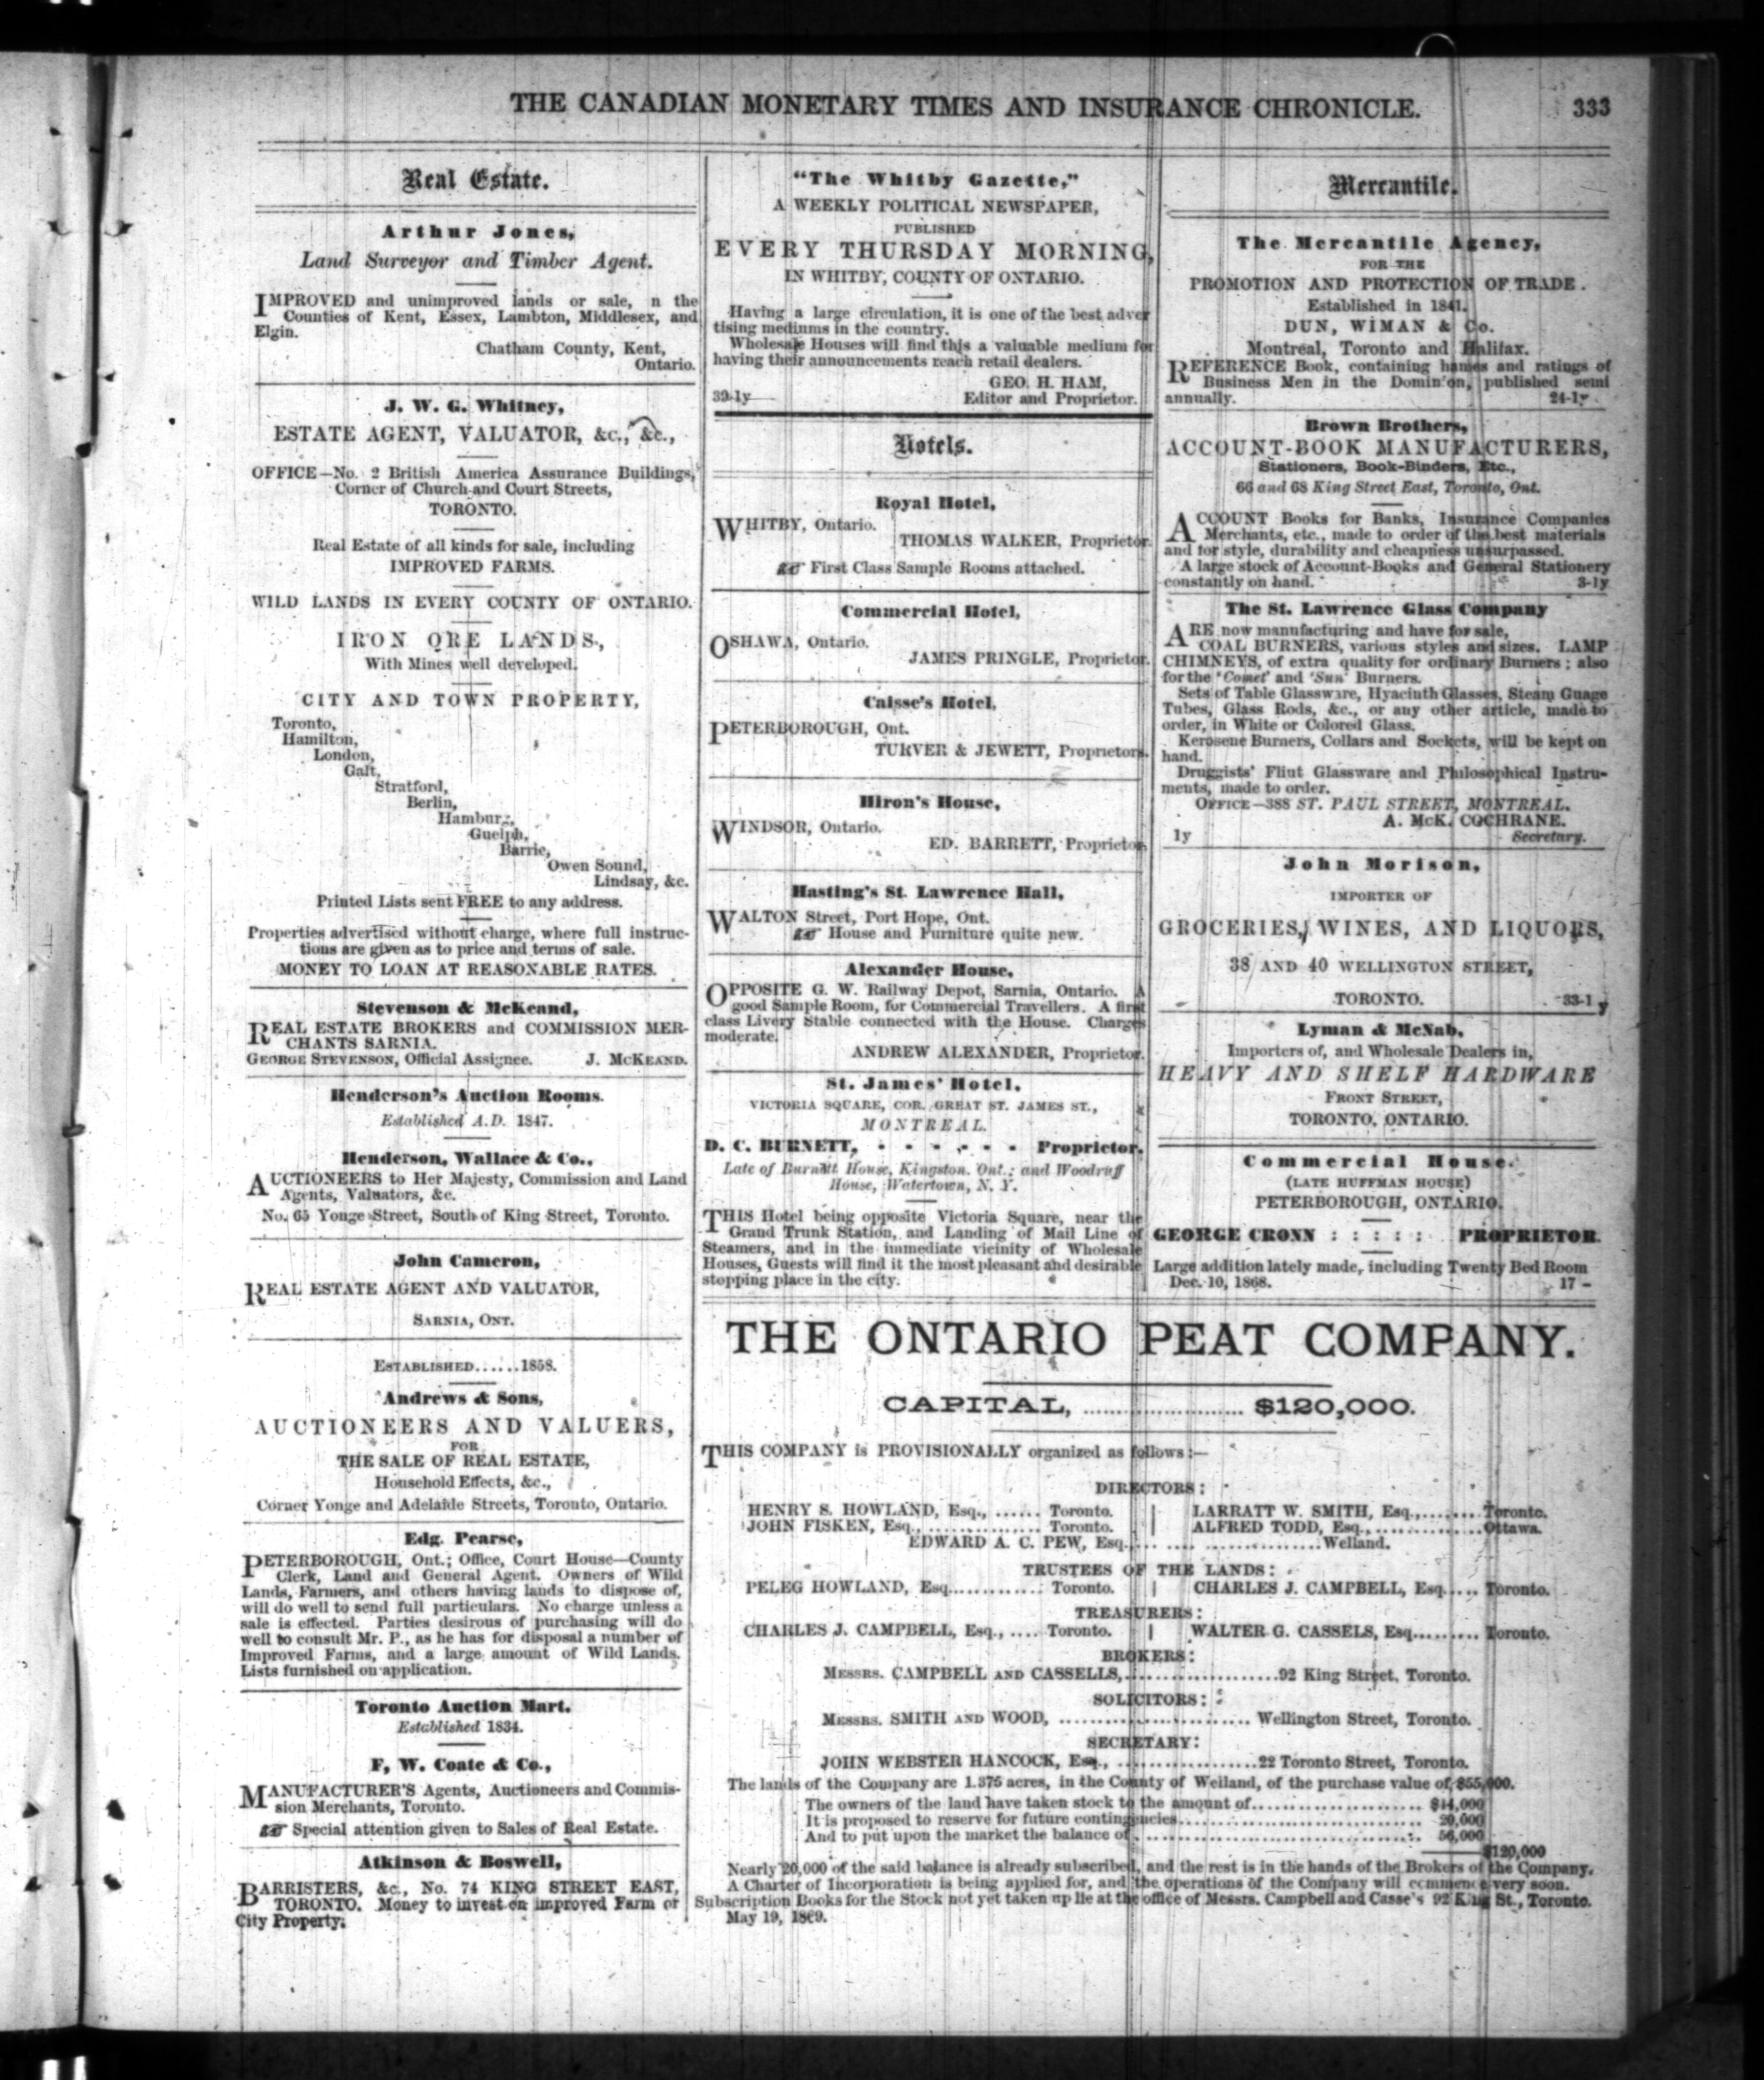 THE CANADIAN MONETARY TIMES AND INSURANCE CHRONICLE. 333
Real Estate.
Arthur Jones,
Land Surveyor and Timber Agent.
IMPROVED and unimproved lands or sale, n the
Counties of Kent, Essex, Lambton, Middlesex, and
Elgin.
Chatham County, Kent,
Ontario.
J. W. G. Whitney,
ESTATE AGENT, VALUATOR, &c., &c.,
OFFICE—No. 2 British America Assurance Buildings,
Corner of Church and Court Streets,
TORONTO.
Real Estate of all kinds for sale, including
IMPROVED FARMS.
WILD LANDS IN EVERY COUNTY OF ONTARIO.
IRON ORE LANDS,
With Mines well developed.
CITY AND TOWN PROPERTY,
Toronto,
Hamilton,
London,
Galt,
Stratford,
Berlin,
Hamburg,
Guelph,
Barrie,
Owen Sound,
Lindsay, &c.
Printed Lists sent FREE to any address.
Properties advertised without charge, where full instruc-
tions are given as to price and terms of sale.
MONEY TO LOAN AT REASONABLE RATES.
Stevenson & McKeand,
REAL ESTATE BROKERS and COMMISSION MER-
CHANTS SARNIA.
GEORGE STEVENSON, Official Assignee. J. MCKEAND.
Henderson's Auction Rooms.
Established A.D. 1847.
Henderson, Wallace & Co.,
AUCTIONEERS to Her Majesty, Commission and Land
Agents, Valuators, &c.
No. 65 Yonge Street, South of King Street, Toronto.
John Cameron,
REAL ESTATE AGENT AND VALUATOR,
SARNIA, ONT.
ESTABLISHED......1858.
Andrews & Sons,
AUCTIONEERS AND VALUERS,
FOR
THE SALE OF REAL ESTATE,
Household Effects, &c.,
Corner Yonge and Adelaide Streets, Toronto, Ontario.
Edg. Pearse,
PETERBOROUGH, Ont.; Office, Court House—County
Clerk, Land and General Agent. Owners of Wild
Lands, Farmers, and others having lands to dispose of,
will do well to send full particulars. No charge unless a
sale is effected. Parties desirous of purchasing will do
well to consult Mr. P., as he has for disposal a number of
Improved Farms, and a large amount of Wild Lands.
Lists furnished on application.
Toronto Auction Mart.
Established 1834.
F. W. Coate & Co.,
MANUFACTURER'S Agents, Auctioneers and Commis-
sion Merchants, Toronto.
☞ Special attention given to Sales of Real Estate.
Atkinson & Boswell,
BARRISTERS, &c., No. 74 KING STREET EAST,
TORONTO. Money to invest on improved Farm or
City Property.
"The Whitby Gazette,"
A WEEKLY POLITICAL NEWSPAPER,
PUBLISHED
EVERY THURSDAY MORNING,
IN WHITBY, COUNTY OF ONTARIO.
Having a large circulation, it is one of the best adver
tising mediums in the country.
Wholesale Houses will find this a valuable medium for
having their announcements reach retail dealers.
GEO. H. HAM,
39-1y Editor and Proprietor.
Hotels.
Royal Hotel,
WHITBY, Ontario.
THOMAS WALKER, Proprietor.
☞ First Class Sample Rooms attached.
Commercial Hotel,
OSHAWA, Ontario.
JAMES PRINGLE, Proprietor.
Caisse's Hotel,
PETERBOROUGH, Ont.
TURVER & JEWETT, Proprietors.
Hiron's House,
WINDSOR, Ontario.
ED. BARRETT, Proprietor.
Hasting's St. Lawrence Hall,
WALTON Street, Port Hope, Ont.
☞ House and Furniture quite new.
Alexander House,
OPPOSITE G. W. Railway Depot, Sarnia, Ontario. A
good Sample Room, for Commercial Travellers. A first
class Livery Stable connected with the House. Charges
moderate.
ANDREW ALEXANDER, Proprietor.
St. James' Hotel,
VICTORIA SQUARE, COR. GREAT ST. JAMES ST.,
MONTREAL.
D. C. BURNETT, - - - - - - Proprietor.
Late of Burnett House, Kingston. Ont.; and Woodruff
House, Watertown, N. Y.
THIS Hotel being opposite Victoria Square, near the
Grand Trunk Station, and Landing of Mail Line of
Steamers, and in the immediate vicinity of Wholesale
Houses, Guests will find it the most pleasant and desirable
stopping place in the city.
Mercantile.
The Mercantile Agency,
FOR THE
PROMOTION AND PROTECTION OF TRADE.
Established in 1841.
DUN, WIMAN & Co.
Montreal, Toronto and Halifax.
REFERENCE Book, containing names and ratings of
Business Men in the Dominion, published semi
annually. 24-1y
Brown Brothers,
ACCOUNT-BOOK MANUFACTURERS,
Stationers, Book-Binders, Etc.,
66 and 68 King Street East, Toronto, Ont.
ACCOUNT Books for Banks, Insurance Companies
Merchants, etc., made to order of the best materials
and for style, durability and cheapness unsurpassed.
A large stock of Account-Books and General Stationery
constantly on hand. 3-1y
The St. Lawrence Glass Company
ARE now manufacturing and have for sale,
COAL BURNERS, various styles and sizes. LAMP
CHIMNEYS, of extra quality for ordinary Burners; also
for the 'Comet' and 'Sun' Burners.
Sets of Table Glassware, Hyacinth Glasses, Steam Guage
Tubes, Glass Rods, &c., or any other article, made to
order, in White or Colored Glass.
Kerosene Burners, Collars and Sockets, will be kept on
hand.
Druggists' Flint Glassware and Philosophical Instru-
ments, made to order.
OFFICE—388 ST. PAUL STREET, MONTREAL.
A. McK. COCHRANE.
1y Secretary.
John Morison,
IMPORTER OF
GROCERIES, WINES, AND LIQUORS,
38 AND 40 WELLINGTON STREET,
TORONTO. 33-1y
Lyman & McNab,
Importers of, and Wholesale Dealers in,
HEAVY AND SHELF HARDWARE
FRONT STREET,
TORONTO, ONTARIO.
Commercial House.
(LATE HUFFMAN HOUSE)
PETERBOROUGH, ONTARIO.
GEORGE CRONN : : : : : PROPRIETOR.
Large addition lately made, including Twenty Bed Room
Dec. 10, 1868. 17 -
THE ONTARIO PEAT COMPANY.
CAPITAL, ........................ $120,000.
THIS COMPANY is PROVISIONALLY organized as follows:—
DIRECTORS:
HENRY S. HOWLAND, Esq., ...... Toronto. | LARRATT W. SMITH, Esq.,....... Toronto.
JOHN FISKEN, Esq., ................ Toronto. | ALFRED TODD, Esq.,.............. Ottawa.
EDWARD A. C. PEW, Esq., .................... Welland.
TRUSTEES OF THE LANDS:
PELEG HOWLAND, Esq............. Toronto. | CHARLES J. CAMPBELL, Esq..... Toronto.
TREASURERS:
CHARLES J. CAMPBELL, Esq., .... Toronto. | WALTER G. CASSELS, Esq......... Toronto.
BROKERS:
MESSRS. CAMPBELL AND CASSELLS,.....................92 King Street, Toronto.
SOLICITORS:
MESSRS. SMITH AND WOOD, ........................... Wellington Street, Toronto.
SECRETARY:
JOHN WEBSTER HANCOCK, Esq., ..................22 Toronto Street, Toronto.
The lands of the Company are 1.375 acres, in the County of Welland, of the purchase value of $55,000.
The owners of the land have taken stock to the amount of........................ $44,000
It is proposed to reserve for future contingencies.................................. 20,000
And to put upon the market the balance of........................................ 56,000
$120,000
Nearly 20,000 of the said balance is already subscribed, and the rest is in the hands of the Brokers of the Company.
A Charter of Incorporation is being applied for, and the operations of the Company will commence very soon.
Subscription Books for the Stock not yet taken up lie at the office of Messrs. Campbell and Casse's 92 King St., Toronto.
May 19, 1869.